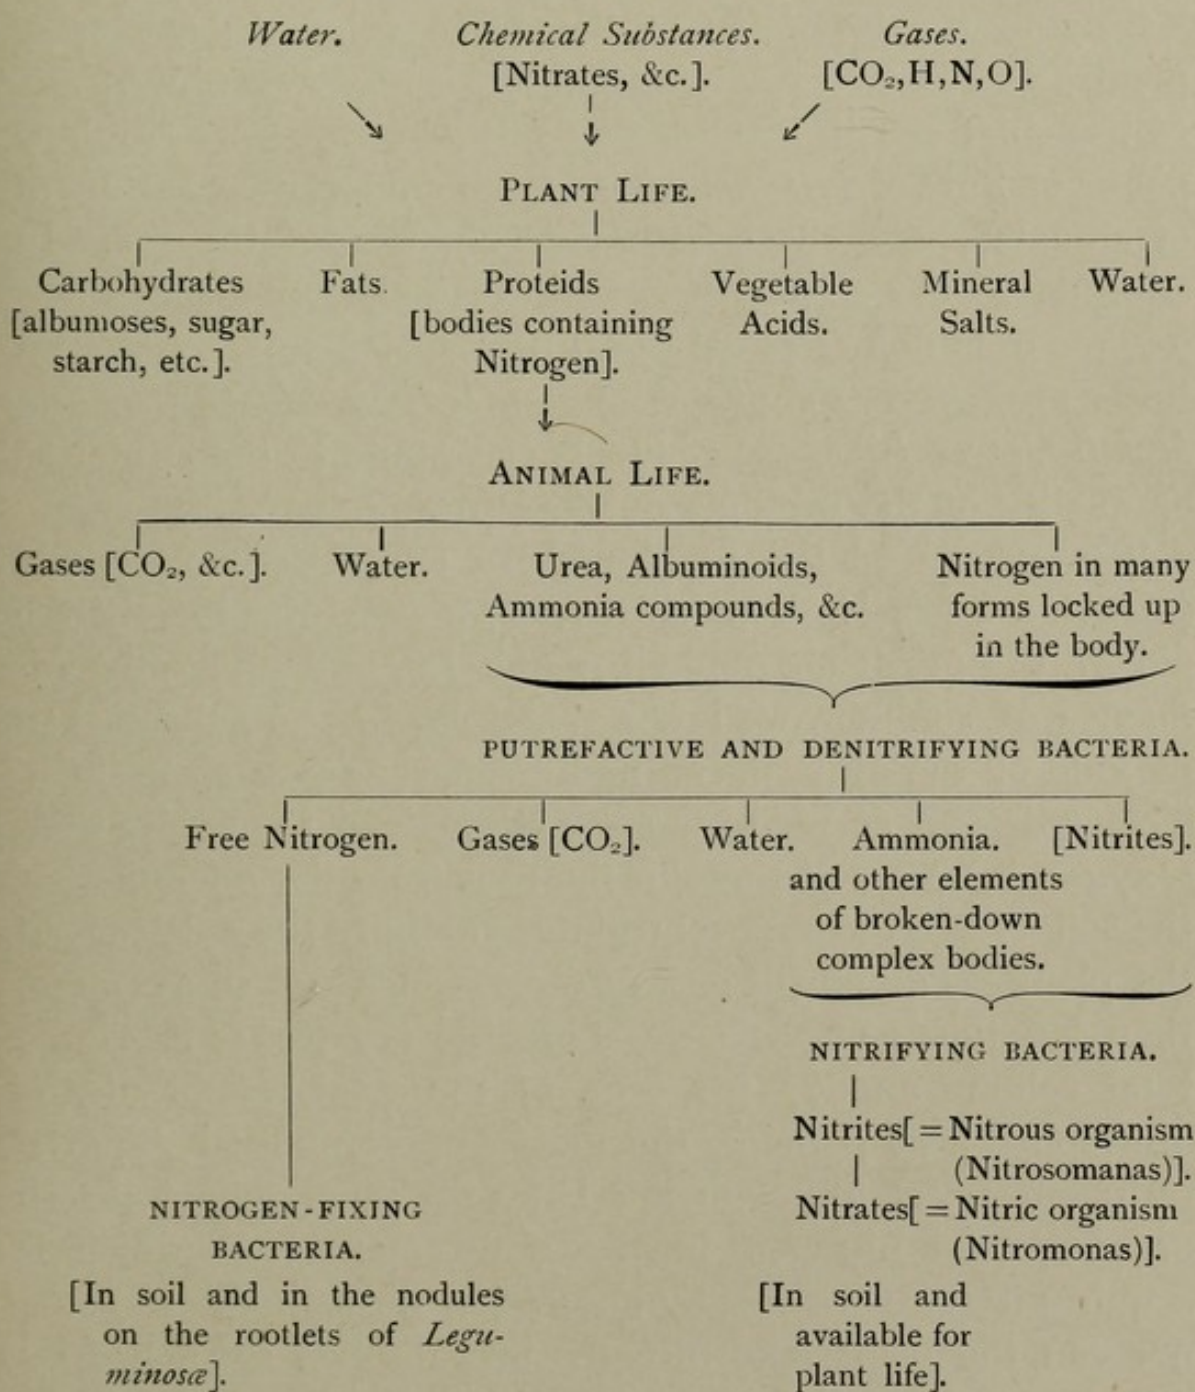 Water. Chemical Substances. Gases.
[Nitrates, &c.]. [CO₂,H,N,O].
PLANT LIFE.
Carbohydrates Fats. Proteids Vegetable Mineral Water.
[albumoses, sugar, [bodies containing Acids. Salts.
starch, etc.]. Nitrogen].
ANIMAL LIFE.
Gases [CO₂, &c.]. Water. Urea, Albuminoids, Nitrogen in many
Ammonia compounds, &c. forms locked up
in the body.
PUTREFACTIVE AND DENITRIFYING BACTERIA.
Free Nitrogen. Gases [CO₂]. Water. Ammonia. [Nitrites].
and other elements
of broken-down
complex bodies.
NITRIFYING BACTERIA.
Nitrites[=Nitrous organism
(Nitrosomanas)].
NITROGEN-FIXING Nitrates[=Nitric organism
BACTERIA. (Nitromonas)].
[In soil and in the nodules [In soil and
on the rootlets of Legu- available for
minosæ]. plant life].